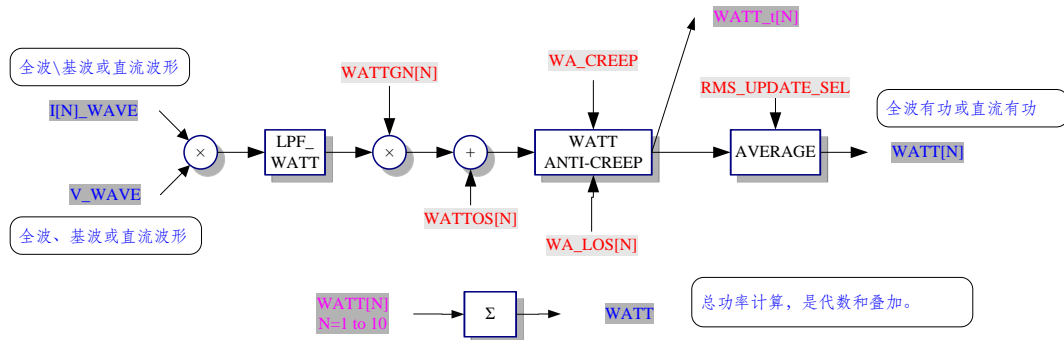 WATT_t[N]
全波\基波或直流波形
WATTGN[N]
WA_CREEP
RMS_UPDATE_SEL
全波有功或直流有功
I[N]_WAVE
×
LPF_
WATT
×
+
WATT
ANTI-CREEP
AVERAGE
WATT[N]
V_WAVE
WATTOS[N]
WA_LOS[N]
全波、基波或直流波形
WATT[N]
N=1 to 10
Σ
WATT
总功率计算，是代数和叠加。